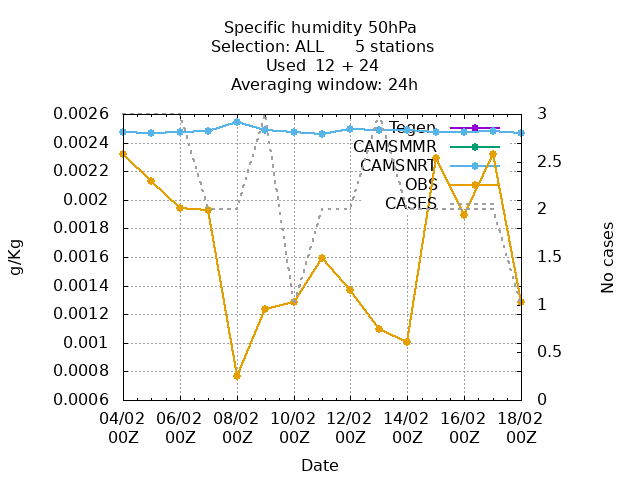 Specific humidity 50hPa
Selection: ALL      5 stations
Used  12 + 24
Averaging window: 24h
0.0026
0.0024
0.0022
0.002
0.0018
0.0016
0.0014
0.0012
0.001
0.0008
0.0006
g/Kg
Tegen
CAMSMMR
CAMSNRT
OBS
CASES
3
2.5
2
1.5
1
0.5
0
No cases
04/02 06/02 08/02 10/02 12/02 14/02 16/02 18/02
00Z 00Z 00Z 00Z 00Z 00Z 00Z 00Z
Date